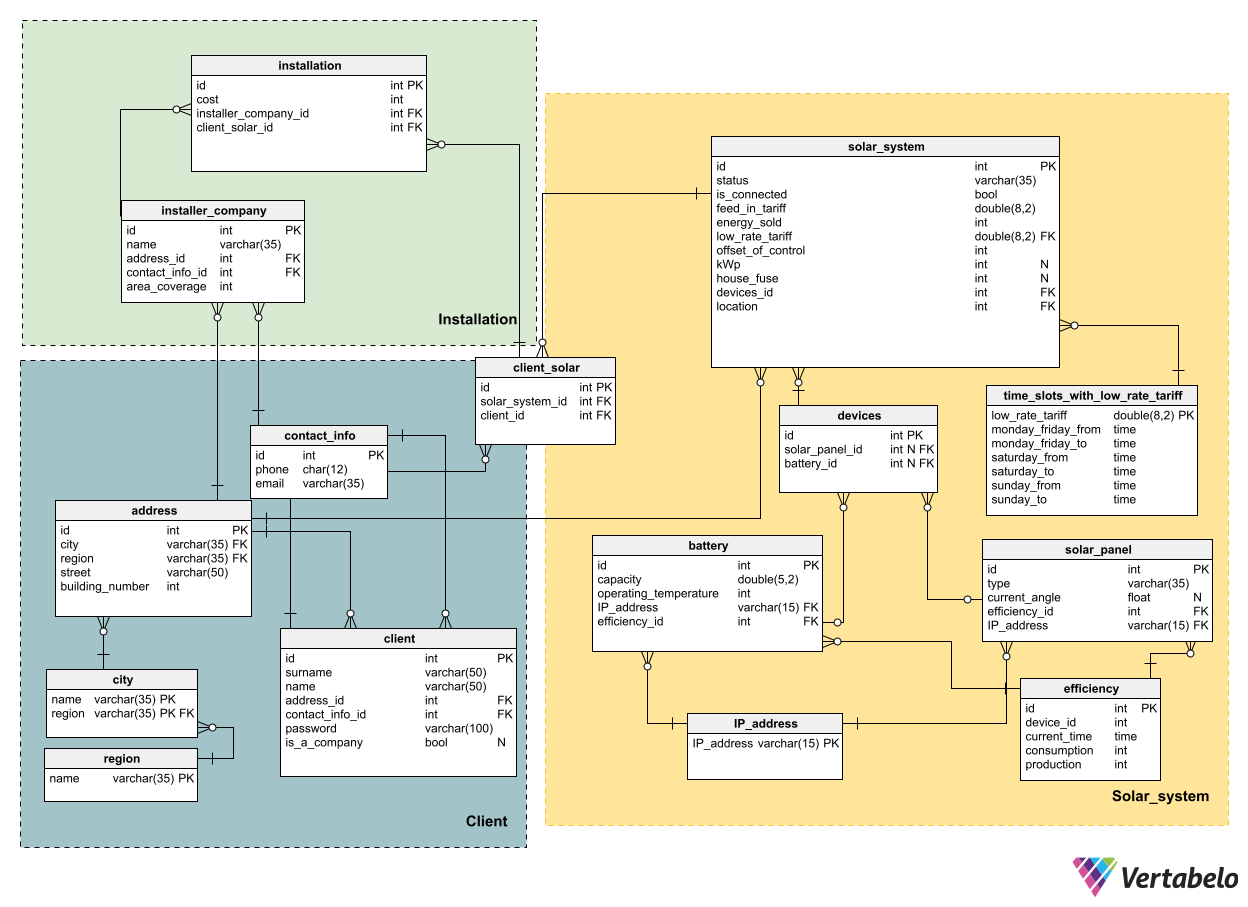 installation
id int PK
cost int
installer_company_id int FK
client_solar_id int FK
installer_company
id int PK
name varchar(35)
address_id int FK
contact_info_id int FK
area_coverage int
Installation
client_solar
id int PK
solar_system_id int FK
client_id int FK
contact_info
id int PK
phone char(12)
email varchar(35)
address
id int PK
city varchar(35) FK
region varchar(35) FK
street varchar(50)
building_number int
client
id int PK
surname varchar(50)
name varchar(50)
address_id int FK
contact_info_id int FK
password varchar(100)
is_a_company bool N
city
name varchar(35) PK
region varchar(35) PK FK
region
name varchar(35) PK
Client
solar_system
id int PK
status varchar(35)
is_connected bool
feed_in_tariff double(8,2)
energy_sold int
low_rate_tariff double(8,2) FK
offset_of_control int
kWp int N
house_fuse int N
devices_id int FK
location int FK
time_slots_with_low_rate_tariff
low_rate_tariff double(8,2) PK
monday_friday_from time
monday_friday_to time
saturday_from time
saturday_to time
sunday_from time
sunday_to time
devices
id int PK
solar_panel_id int N FK
battery_id int N FK
battery
id int PK
capacity double(5,2)
operating_temperature int
IP_address varchar(15) FK
efficiency_id int FK
solar_panel
id int PK
type varchar(35)
current_angle float N
efficiency_id int FK
IP_address varchar(15) FK
IP_address
IP_address varchar(15) PK
efficiency
id int PK
device_id int
current_time time
consumption int
production int
Solar_system
Vertabelo